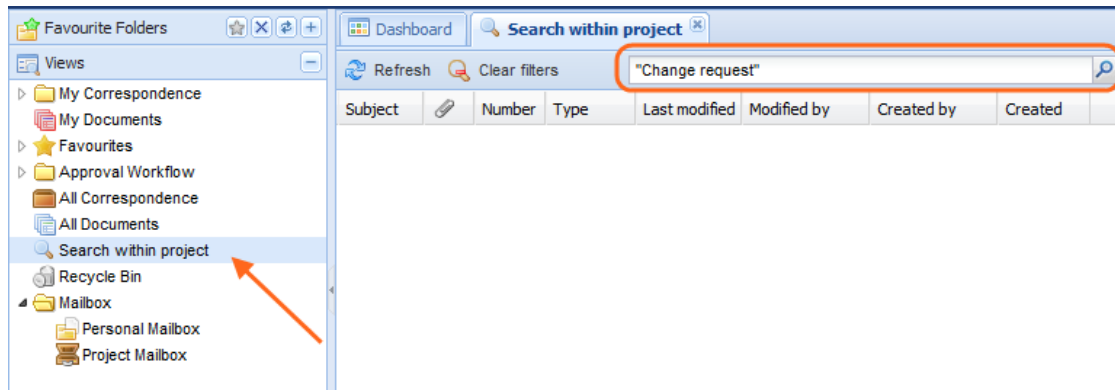 Favourite Folders
Views
My Correspondence
My Documents
Favourites
Approval Workflow
All Correspondence
All Documents
Search within project
Recycle Bin
Mailbox
Personal Mailbox
Project Mailbox
Dashboard Search within project
Refresh Clear filters "Change request"
Subject Number Type Last modified Modified by Created by Created